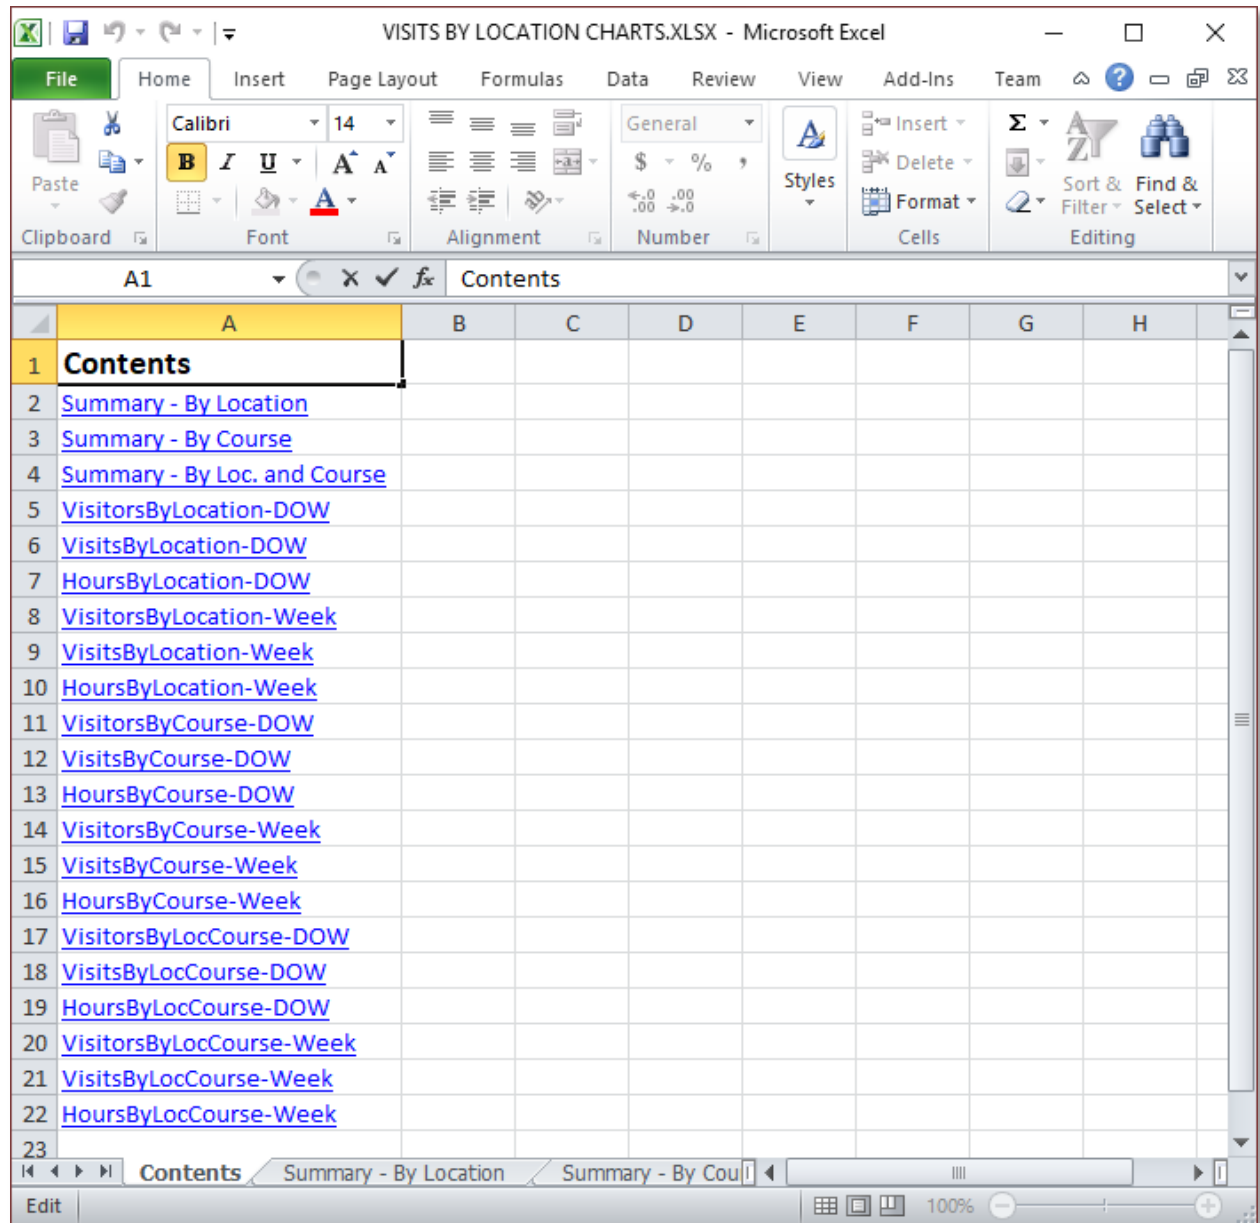 VISITS BY LOCATION CHARTS.XLSX - Microsoft Excel
File Home Insert Page Layout Formulas Data Review View Add-Ins Team
Calibri 14 General Insert Σ
B I U A A $ % , Delete
Paste Styles Sort & Filter Find & Select
A Format
Clipboard Font Alignment Number Cells Editing
A1 fx Contents
A B C D E F G H
1 Contents
2 Summary - By Location
3 Summary - By Course
4 Summary - By Loc. and Course
5 VisitorsByLocation-DOW
6 VisitsByLocation-DOW
7 HoursByLocation-DOW
8 VisitorsByLocation-Week
9 VisitsByLocation-Week
10 HoursByLocation-Week
11 VisitorsByCourse-DOW
12 VisitsByCourse-DOW
13 HoursByCourse-DOW
14 VisitorsByCourse-Week
15 VisitsByCourse-Week
16 HoursByCourse-Week
17 VisitorsByLocCourse-DOW
18 VisitsByLocCourse-DOW
19 HoursByLocCourse-DOW
20 VisitorsByLocCourse-Week
21 VisitsByLocCourse-Week
22 HoursByLocCourse-Week
23
Contents Summary - By Location Summary - By Cou
Edit 100%